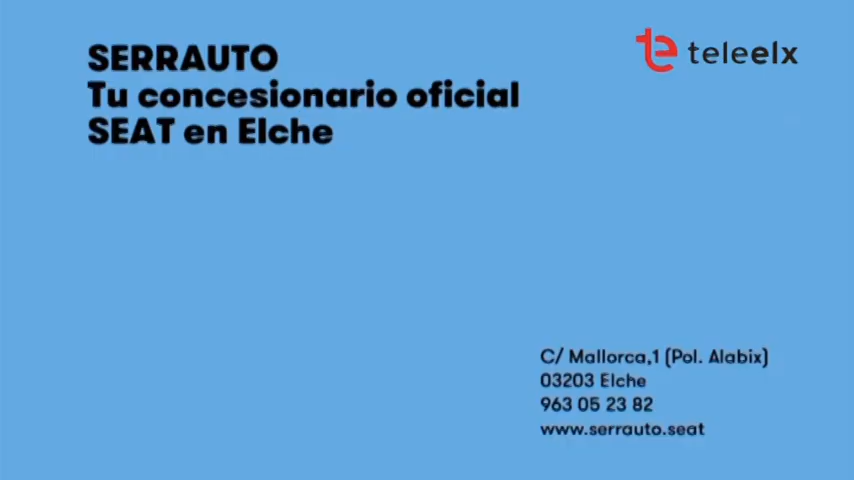 SERRAUTO
Tu concesionario oficial
SEAT en Elche
te teleelx
C/ Mallorca,1 (Pol. Alabix)
03203 Elche
963 05 23 82
www.serrauto.seat